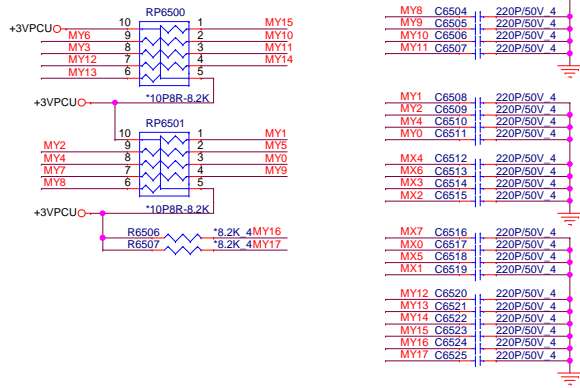 RP6500
+3VPCU 10 1 MY15
MY6 9 2 MY10
MY3 8 3 MY11
MY12 7 4 MY14
MY13 6 5
*10P8R-8.2K
+3VPCU
RP6501
10 1 MY1
MY2 9 2 MY5
MY4 8 3 MY0
MY7 7 4 MY9
MY8 6 5
*10P8R-8.2K
+3VPCU
R6506 *8.2K_4 MY16
R6507 *8.2K_4 MY17
MY8 C6504 220P/50V_4
MY9 C6505 220P/50V_4
MY10 C6506 220P/50V_4
MY11 C6507 220P/50V_4
MY1 C6508 220P/50V_4
MY2 C6509 220P/50V_4
MY4 C6510 220P/50V_4
MY0 C6511 220P/50V_4
MX4 C6512 220P/50V_4
MX6 C6513 220P/50V_4
MX3 C6514 220P/50V_4
MX2 C6515 220P/50V_4
MX7 C6516 220P/50V_4
MX0 C6517 220P/50V_4
MX5 C6518 220P/50V_4
MX1 C6519 220P/50V_4
MY12 C6520 220P/50V_4
MY13 C6521 220P/50V_4
MY14 C6522 220P/50V_4
MY15 C6523 220P/50V_4
MY16 C6524 220P/50V_4
MY17 C6525 220P/50V_4